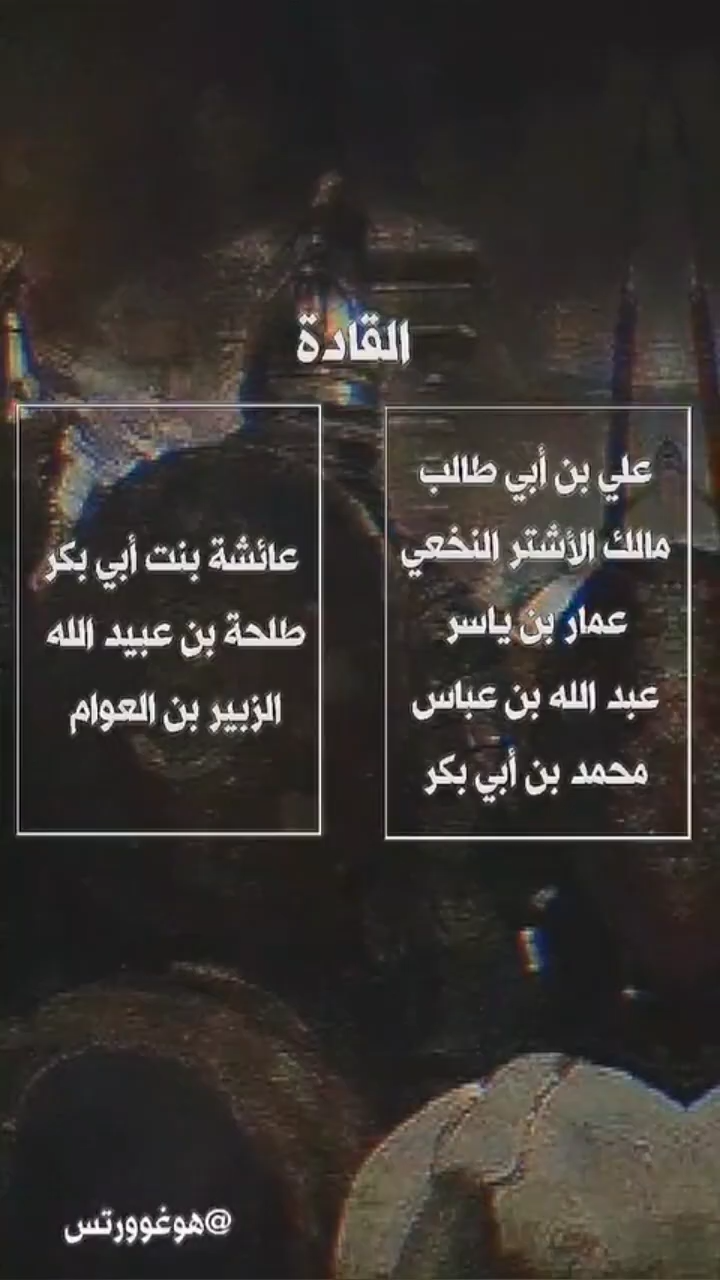 القادة
علي بن أبي طالب
مالك الأشتر النخعي
عمار بن ياسر
عبد الله بن عباس
محمد بن أبي بكر
عائشة بنت أبي بكر
طلحة بن عبيد الله
الزبير بن العوام
@هوغوورتس